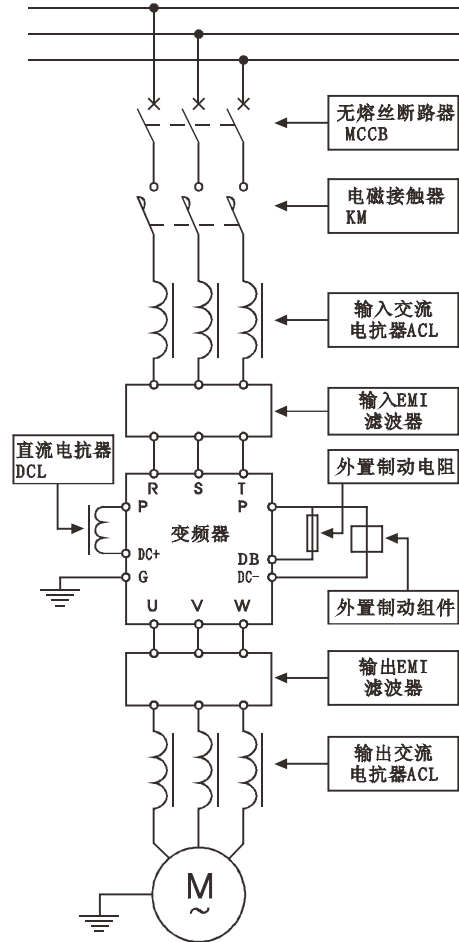 无熔丝断路器
MCCB
电磁接触器
KM
输入交流
电抗器ACL
输入EMI
滤波器
直流电抗器
DCL
外置制动电阻
R S T
P P
变频器
DC+ DB
G DC-
U V W
外置制动组件
输出EMI
滤波器
输出交流
电抗器ACL
M
~